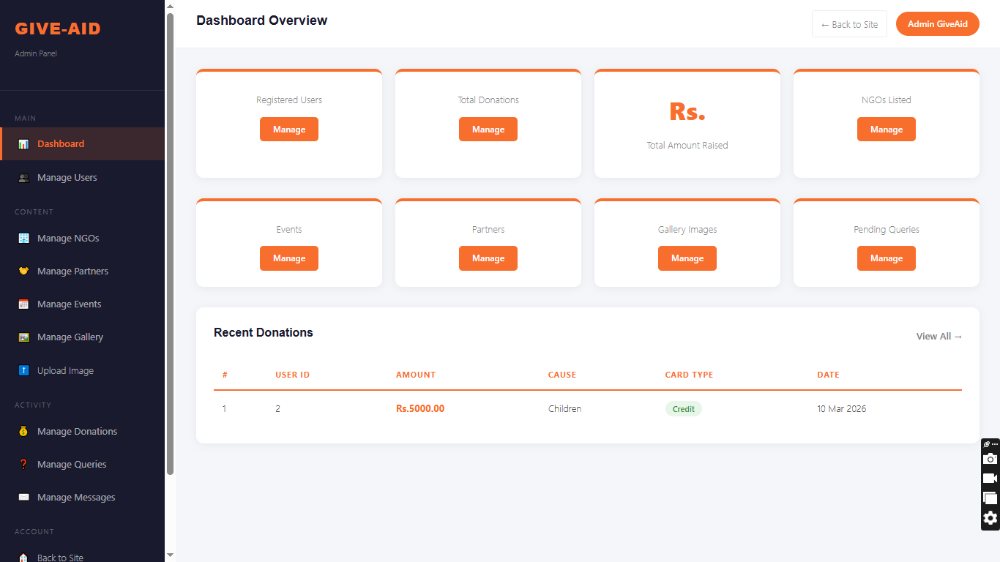 GIVE-AID
Admin Panel
MAIN
Dashboard
Manage Users
CONTENT
Manage NGOs
Manage Partners
Manage Events
Manage Gallery
Upload Image
ACTIVITY
Manage Donations
Manage Queries
Manage Messages
ACCOUNT
Back to Site
Dashboard Overview
← Back to Site
Admin GiveAid
Registered Users
Manage
Total Donations
Manage
Rs.
Total Amount Raised
NGOs Listed
Manage
Events
Manage
Partners
Manage
Gallery Images
Manage
Pending Queries
Manage
Recent Donations
View All →
# USER ID AMOUNT CAUSE CARD TYPE DATE
1 2 Rs.5000.00 Children Credit 10 Mar 2026